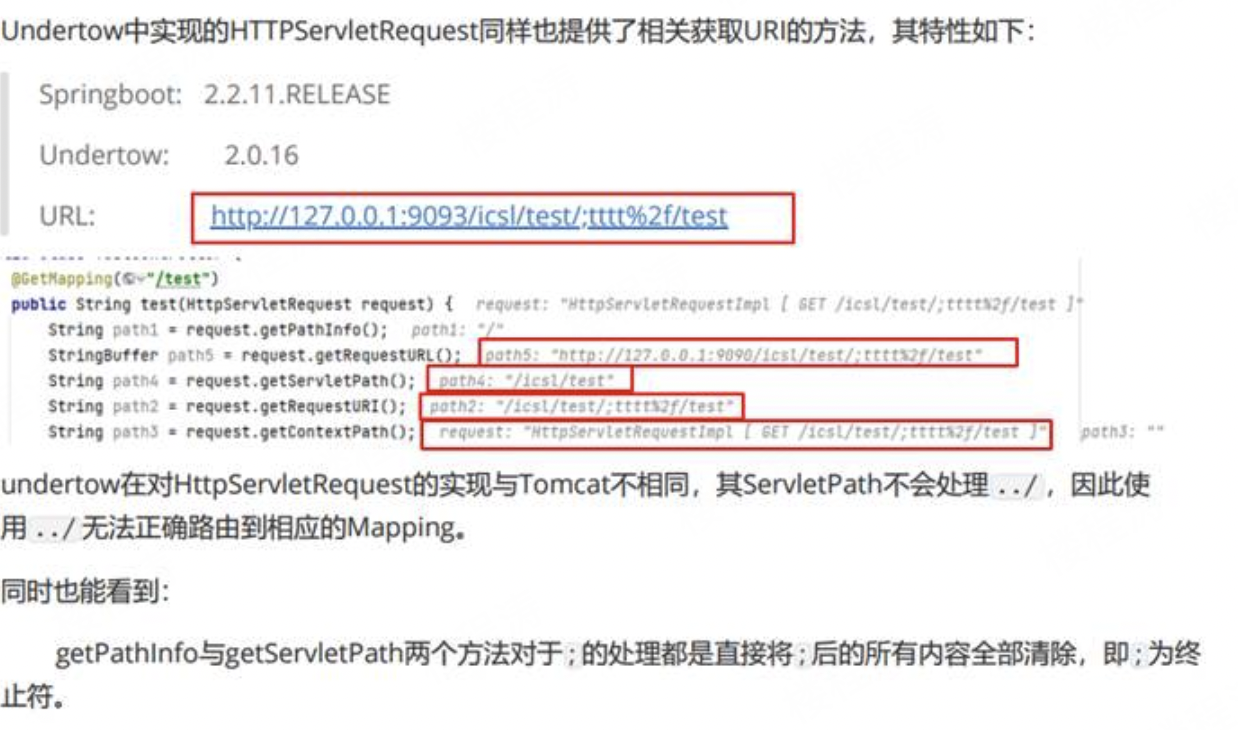 Undertow中实现的HTTPServletRequest同样也提供了相关获取URI的方法，其特性如下：
Springboot: 2.2.11.RELEASE
Undertow: 2.0.16
URL: http://127.0.0.1:9093/icsl/test/;tttt%2f/test
@GetMapping("/test")
public String test(HttpServletRequest request) { request: "HttpServletRequestImpl [ GET /icsl/test/;tttt%2f/test ]"
String path1 = request.getPathInfo(); path1: "/"
StringBuffer path5 = request.getRequestURL(); path5: "http://127.0.0.1:9090/icsl/test/;tttt%2f/test"
String path4 = request.getServletPath(); path4: "/icsl/test"
String path2 = request.getRequestURI(); path2: "/icsl/test/;tttt%2f/test"
String path3 = request.getContextPath(); request: "HttpServletRequestImpl [ GET /icsl/test/;tttt%2f/test ]" path3: ""
undertow在对HttpServletRequest的实现与Tomcat不相同，其ServletPath不会处理 ../ ，因此使
用 ../ 无法正确路由到相应的Mapping。
同时也能看到：
getPathInfo与getServletPath两个方法对于 ; 的处理都是直接将 ; 后的所有内容全部清除，即 ; 为终
止符。